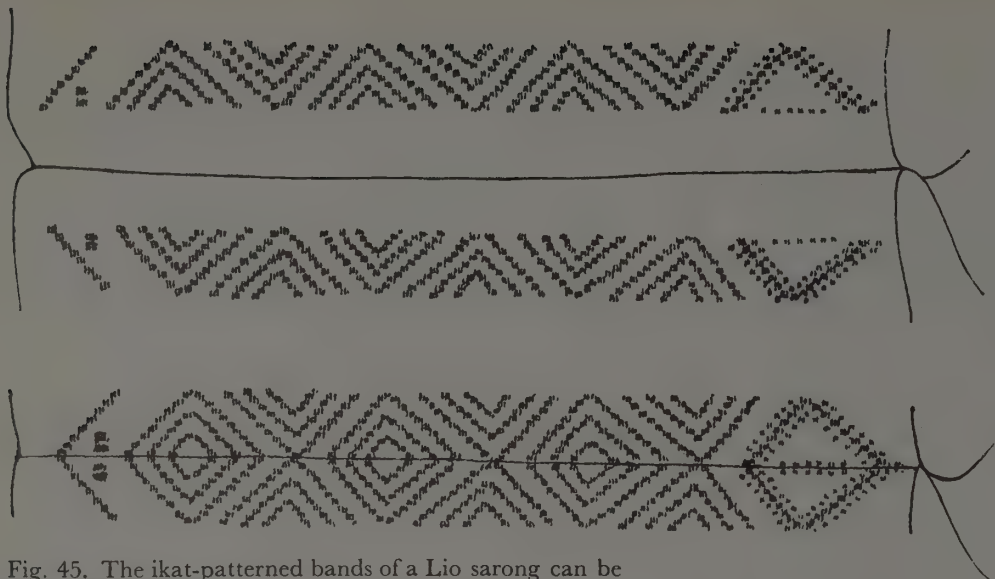 Fig. 45. The ikat-patterned bands of a Lio sarong can be